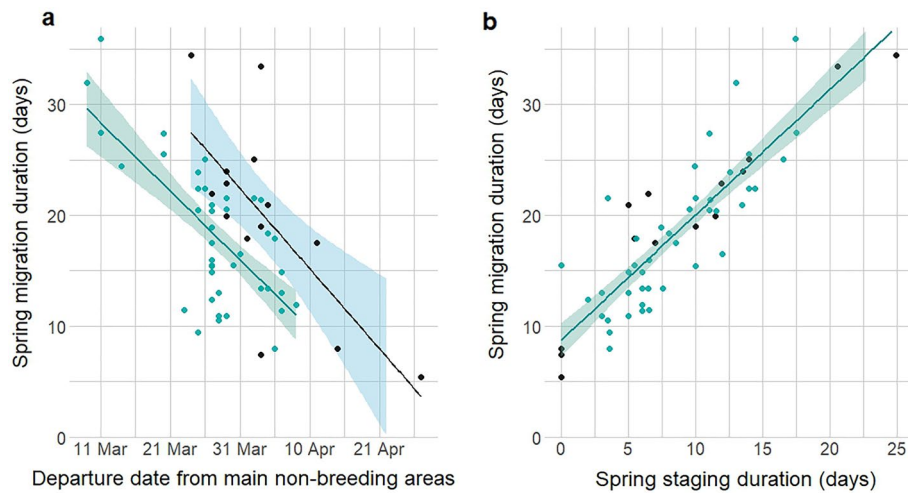 a
Spring migration duration (days)
30
20
10
0
11 Mar 21 Mar 31 Mar 10 Apr 21 Apr
Departure date from main non-breeding areas
b
Spring migration duration (days)
30
20
10
0
0 5 10 15 20 25
Spring staging duration (days)